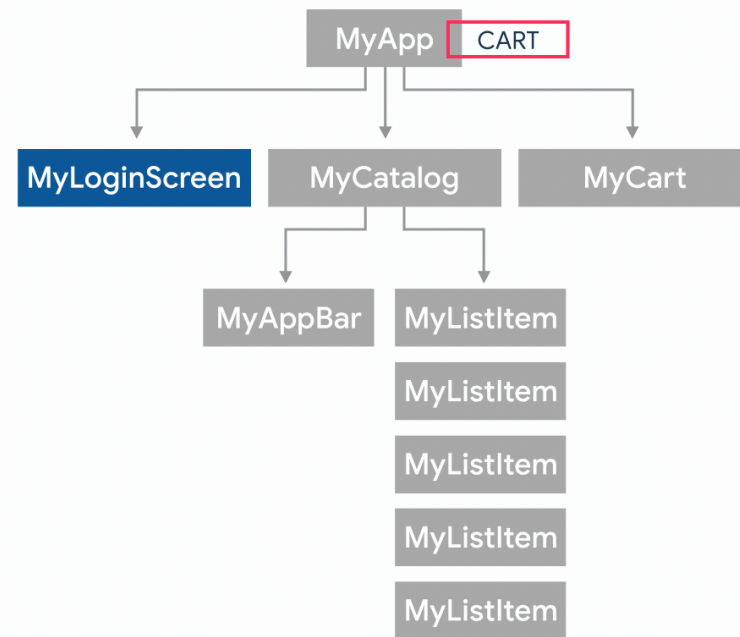 MyApp
CART
MyLoginScreen
MyCatalog
MyCart
MyAppBar
MyListItem
MyListItem
MyListItem
MyListItem
MyListItem